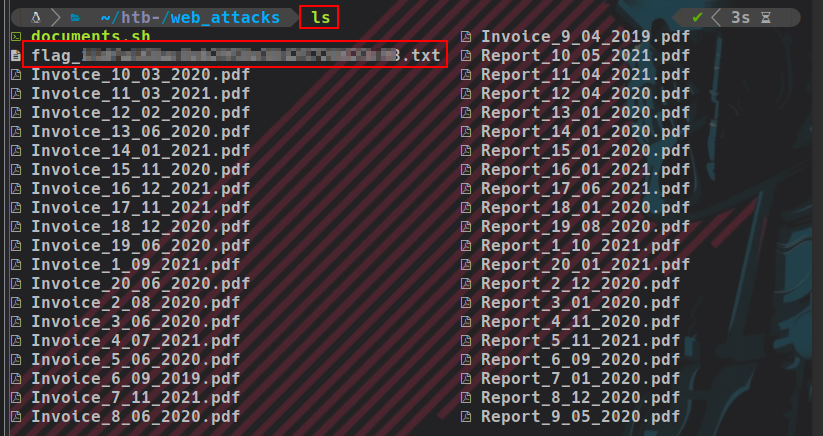 ~/htb-/web_attacks ls 3s
documents.sh
flag_3.txt
Invoice_10_03_2020.pdf
Invoice_11_03_2021.pdf
Invoice_12_02_2020.pdf
Invoice_13_06_2020.pdf
Invoice_14_01_2021.pdf
Invoice_15_11_2020.pdf
Invoice_16_12_2021.pdf
Invoice_17_11_2021.pdf
Invoice_18_12_2020.pdf
Invoice_19_06_2020.pdf
Invoice_1_09_2021.pdf
Invoice_20_06_2020.pdf
Invoice_2_08_2020.pdf
Invoice_3_06_2020.pdf
Invoice_4_07_2021.pdf
Invoice_5_06_2020.pdf
Invoice_6_09_2019.pdf
Invoice_7_11_2021.pdf
Invoice_8_06_2020.pdf
Invoice_9_04_2019.pdf
Report_10_05_2021.pdf
Report_11_04_2021.pdf
Report_12_04_2020.pdf
Report_13_01_2020.pdf
Report_14_01_2020.pdf
Report_15_01_2020.pdf
Report_16_01_2021.pdf
Report_17_06_2021.pdf
Report_18_01_2020.pdf
Report_19_08_2020.pdf
Report_1_10_2021.pdf
Report_20_01_2021.pdf
Report_2_12_2020.pdf
Report_3_01_2020.pdf
Report_4_11_2020.pdf
Report_5_11_2021.pdf
Report_6_09_2020.pdf
Report_7_01_2020.pdf
Report_8_12_2020.pdf
Report_9_05_2020.pdf